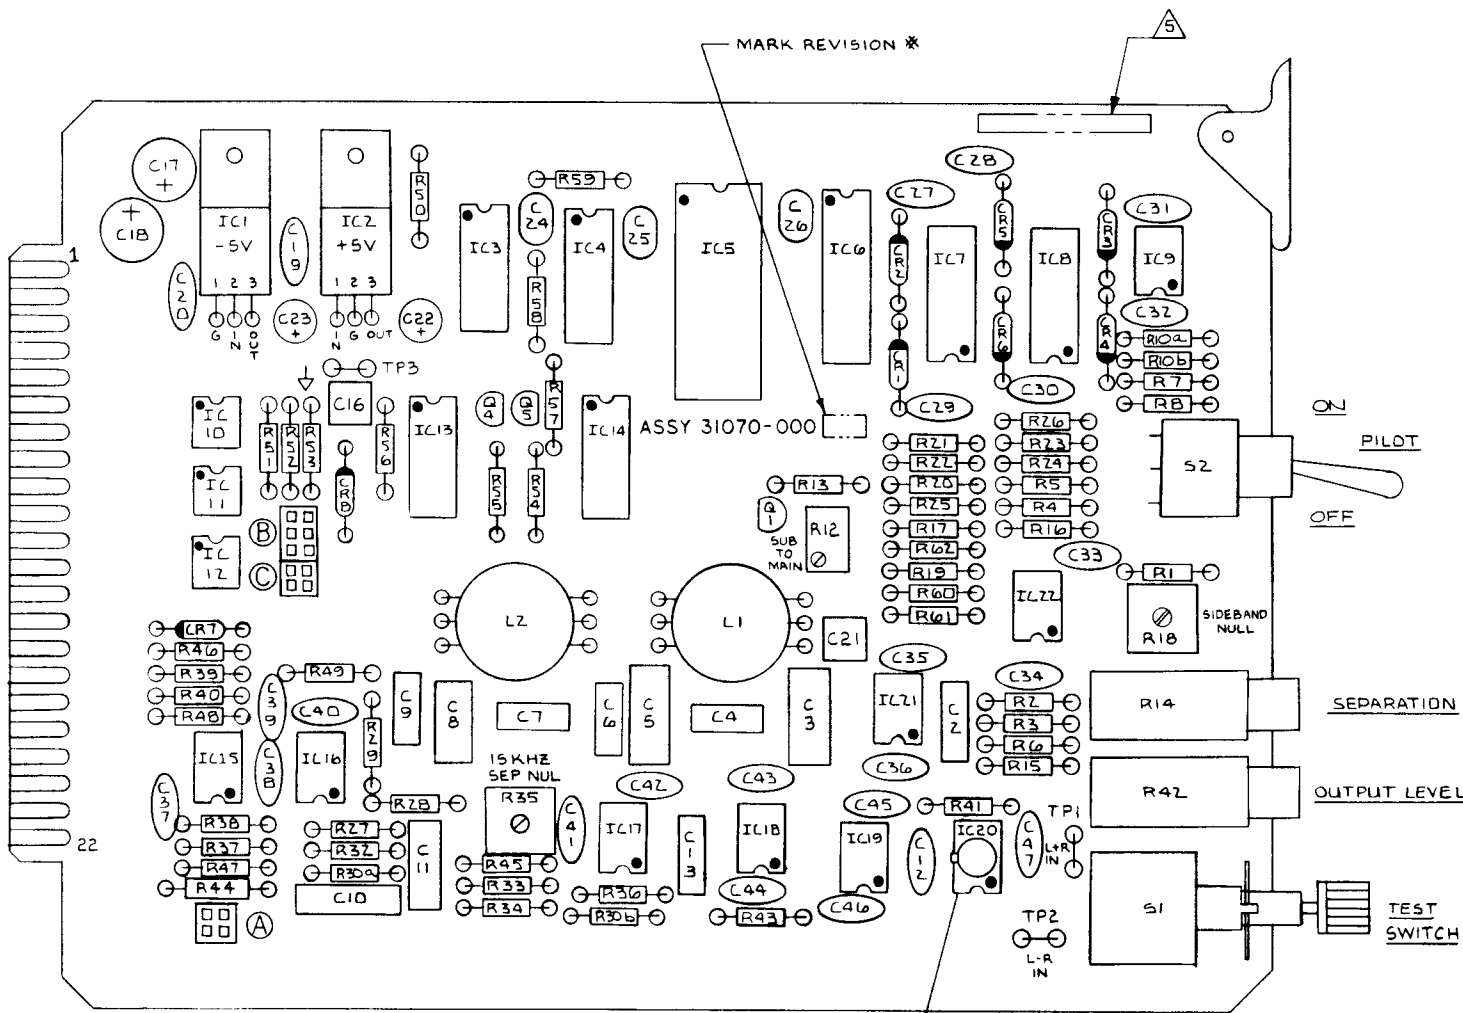 5
MARK REVISION *
C28
C17
+
C27
R59
+
C18
IC1
-5V
IC2
+5V
R50
C19
C20
1 2 3
1 2 3
G IN OUT
IN G OUT
C23
+
C22
+
IC3
C24
IC4
C25
R58
IC5
C26
IC6
CR2
CR1
IC7
CR5
CR6
IC8
CR3
CR4
C31
IC9
C32
R10a
R10b
R7
R8
C30
C29
1
TP3
C16
IC10
R51
R52
R53
R56
CR8
IC13
Q4
Q5
R57
IC14
ASSY 31070-000
R26
R21
R23
R22
R24
R20
R5
R25
R4
R17
R16
R62
R19
R60
R61
S2
ON
PILOT
OFF
IC11
B
IC12
C
R55
R54
R13
Q1
R12
SUB TO MAIN
C33
IC22
R1
R18
SIDEBAND NULL
L2
L1
C21
CR7
R46
R39
R40
R48
R49
C39
C40
R29
C9
C8
C7
C6
C5
C4
C3
C35
IC21
C2
C34
R2
R3
R6
R15
R14
SEPARATION
IC15
C38
IC16
C37
15 KHZ
SEP NUL
R35
C41
C42
C43
C36
C45
R41
TP1
L+R
IN
R42
OUTPUT LEVEL
R28
R38
R37
R47
R44
R27
R32
R30a
C10
C11
22
R45
R33
R34
IC17
R36
R30b
C13
IC18
C44
R43
IC19
C46
C12
IC20
C47
A
TP2
L-R
IN
S1
TEST
SWITCH